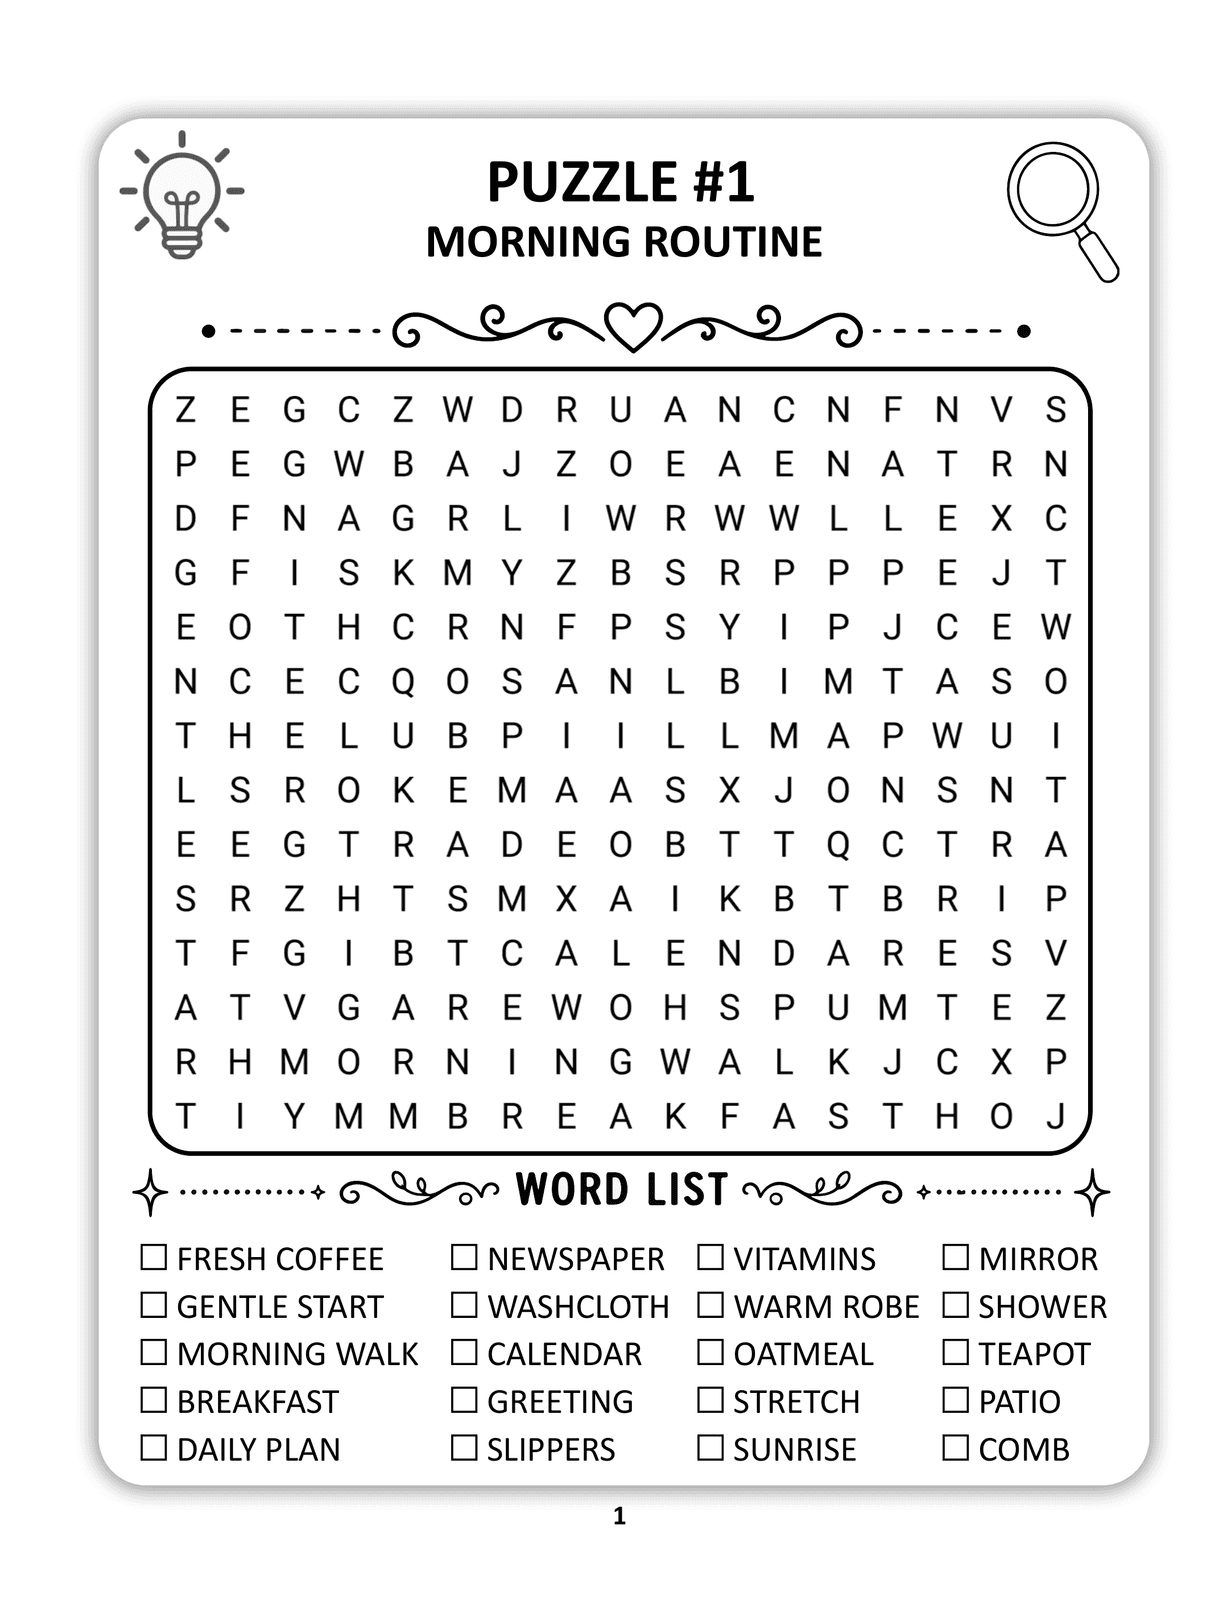 PUZZLE #1
MORNING ROUTINE
Z E G C Z W D R U A N C N F N V S
P E G W B A J Z O E A E N A T R N
D F N A G R L I W R W W L L E X C
G F I S K M Y Z B S R P P P E J T
E O T H C R N F P S Y I P J C E W
N C E C Q O S A N L B I M T A S O
T H E L U B P I I L L M A P W U I
L S R O K E M A A S X J O N S N T
E E G T R A D E O B T T Q C T R A
S R Z H T S M X A I K B T B R I P
T F G I B T C A L E N D A R E S V
A T V G A R E W O H S P U M T E Z
R H M O R N I N G W A L K J C X P
T I Y M M B R E A K F A S T H O J
WORD LIST
☐ FRESH COFFEE ☐ NEWSPAPER ☐ VITAMINS ☐ MIRROR
☐ GENTLE START ☐ WASHCLOTH ☐ WARM ROBE ☐ SHOWER
☐ MORNING WALK ☐ CALENDAR ☐ OATMEAL ☐ TEAPOT
☐ BREAKFAST ☐ GREETING ☐ STRETCH ☐ PATIO
☐ DAILY PLAN ☐ SLIPPERS ☐ SUNRISE ☐ COMB
1